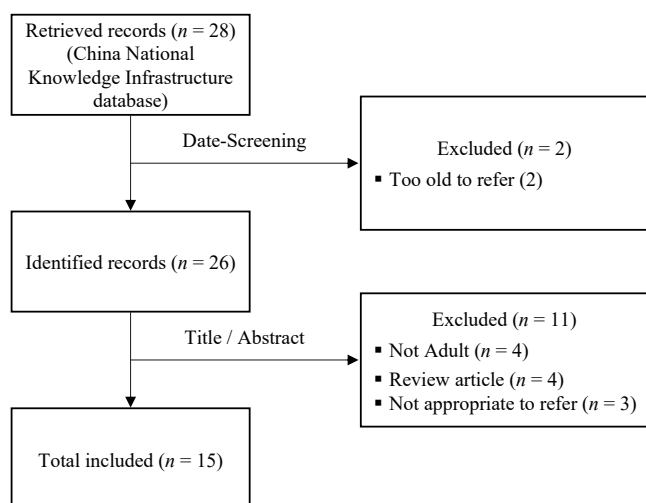 Retrieved records (n = 28)
(China National
Knowledge Infrastructure
database)
Date-Screening
Excluded (n = 2)
▪ Too old to refer (2)
Identified records (n = 26)
Title / Abstract
Excluded (n = 11)
▪ Not Adult (n = 4)
▪ Review article (n = 4)
▪ Not appropriate to refer (n = 3)
Total included (n = 15)